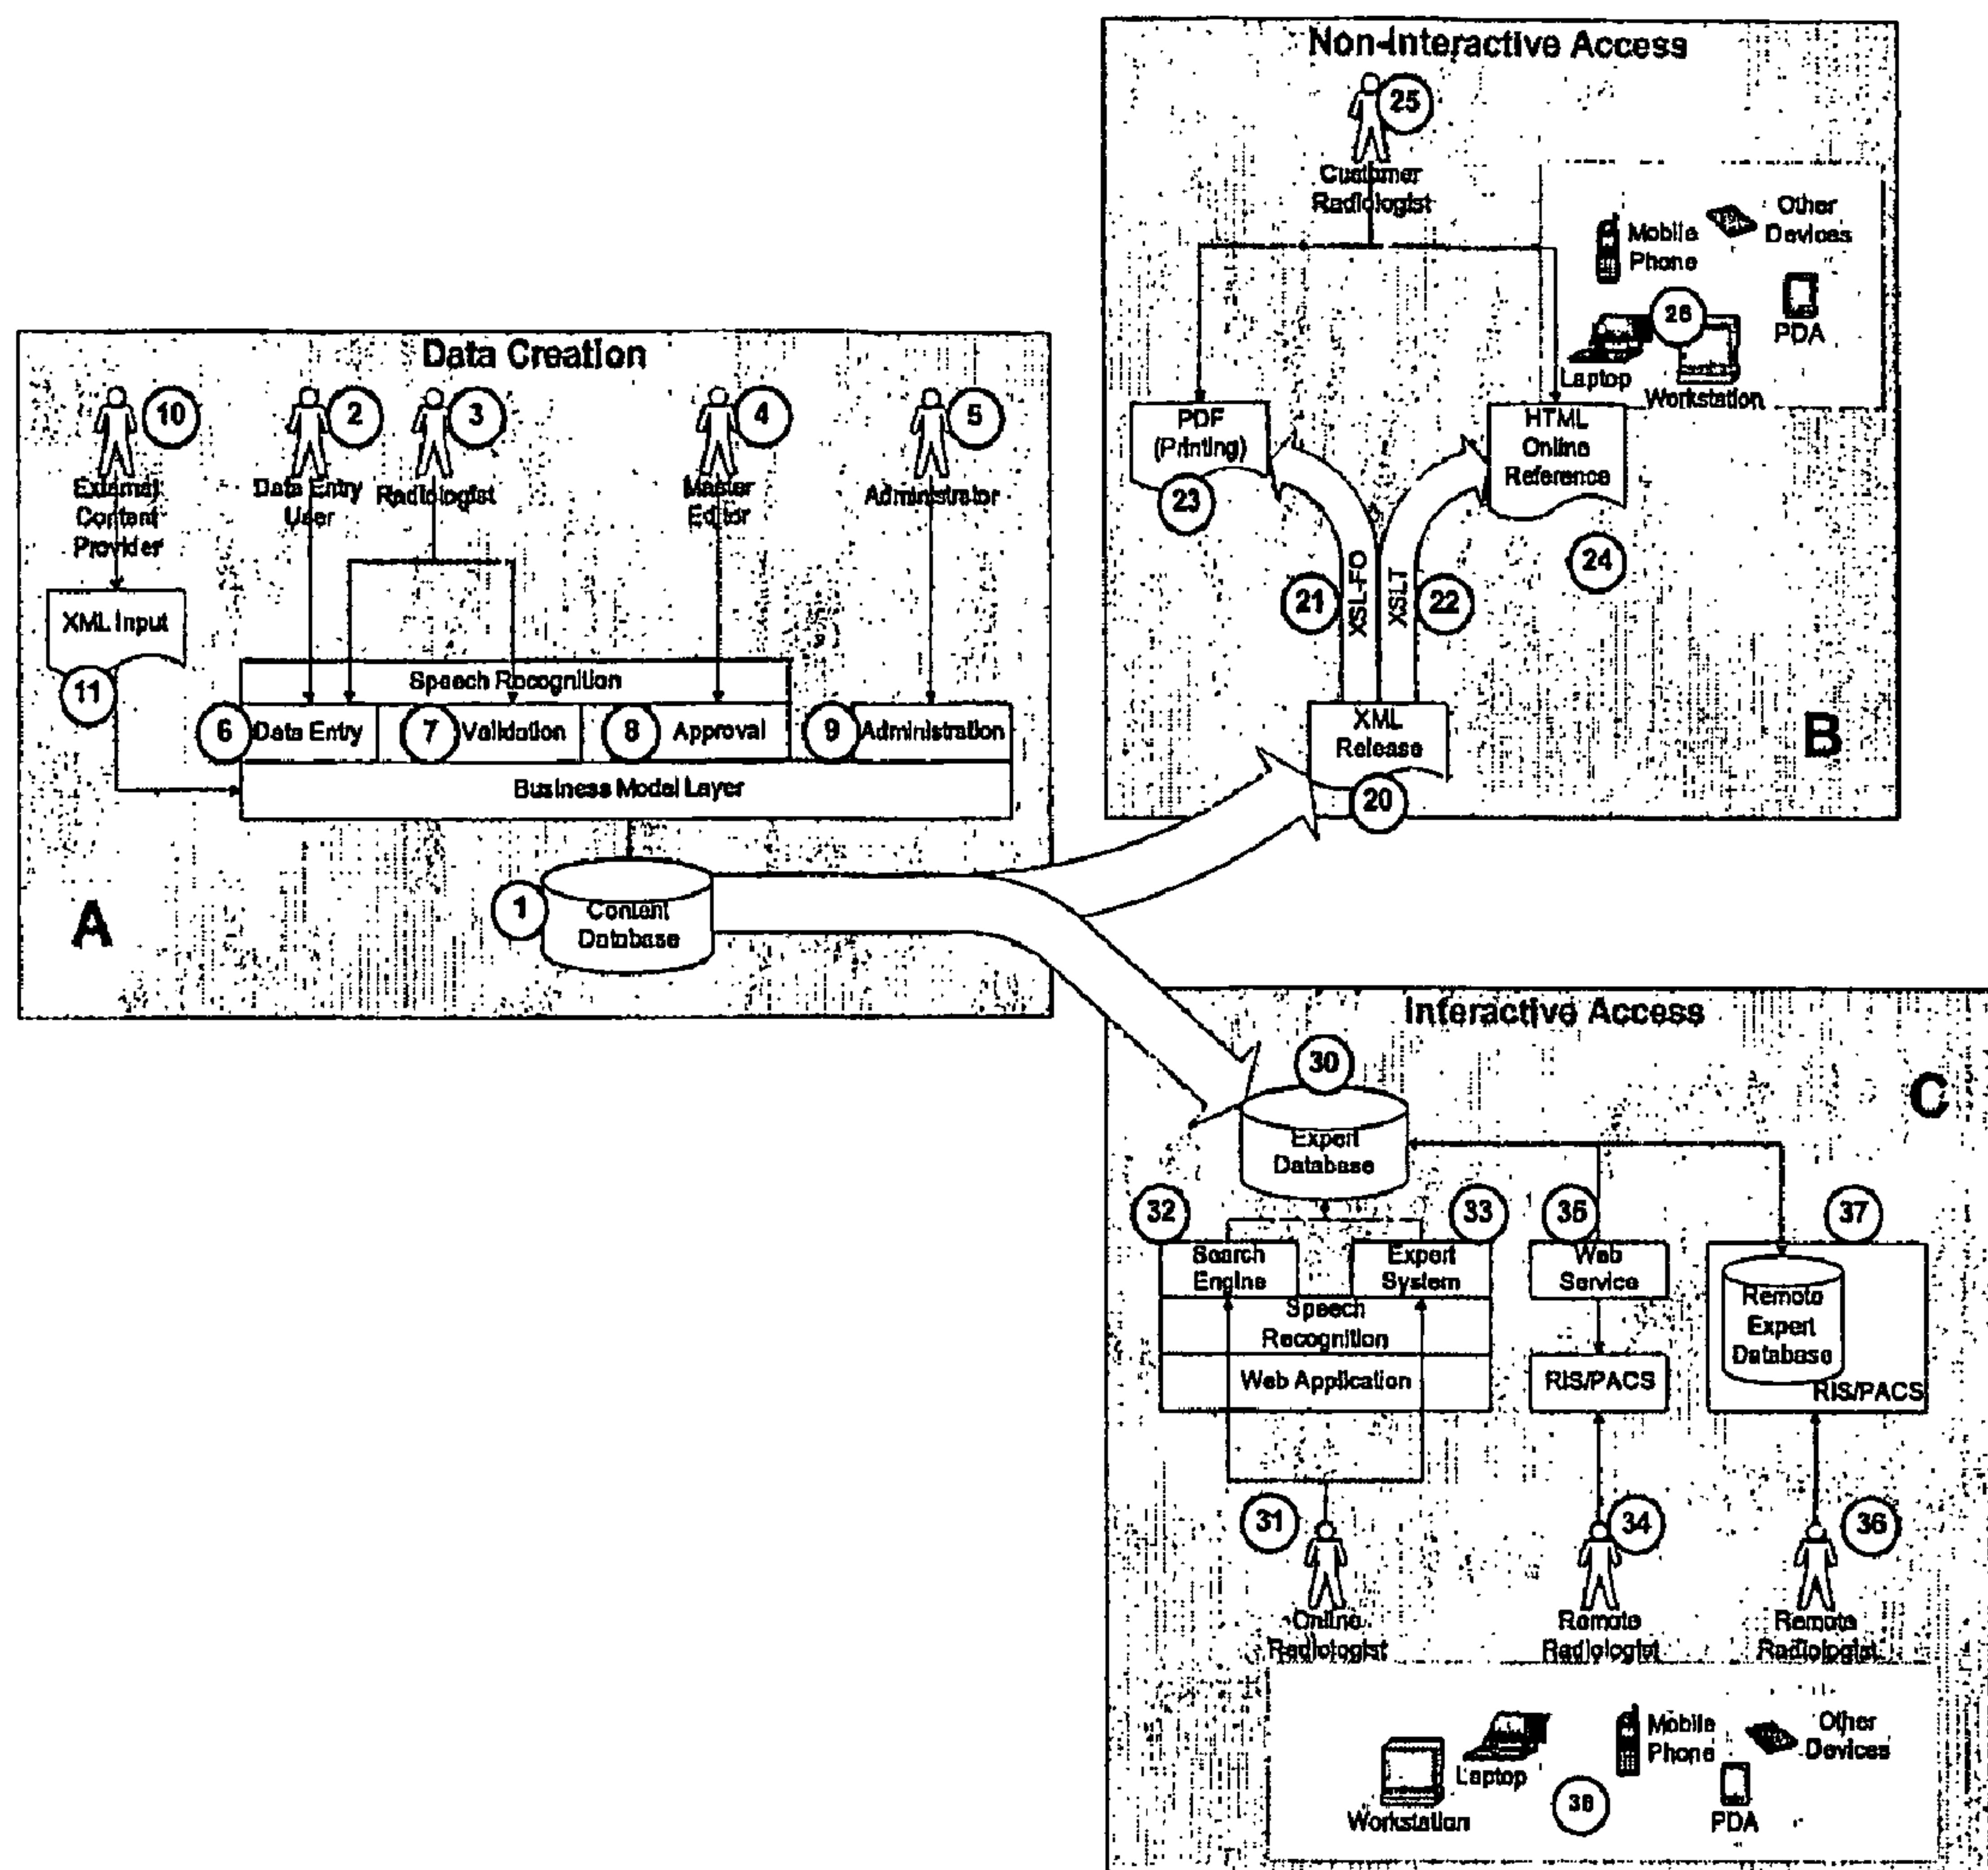 Non-Interactive Access
25
Customer
Radiologist
Mobile
Phone
Other
Devices
26
PDA
Laptop
Workstation
PDF
(Printing)
23
HTML
Online
Reference
24
21
XSL-FO
XSLT
22
XML
Release
20
B
Data Creation
10
2
3
4
5
External
Content
Provider
Data Entry
User
Radiologist
Master
Editor
Administrator
XML Input
11
Speech Recognition
6
Data Entry
7
Validation
8
Approval
9
Administration
Business Model Layer
1
Content
Database
A
Interactive Access
C
30
Expert
Database
32
33
35
37
Search
Engine
Expert
System
Web
Service
Remote
Expert
Database
Speech
Recognition
Web Application
RIS/PACS
RIS/PACS
31
34
36
Online
Radiologist
Remote
Radiologist
Remote
Radiologist
Workstation
Laptop
38
Mobile
Phone
PDA
Other
Devices